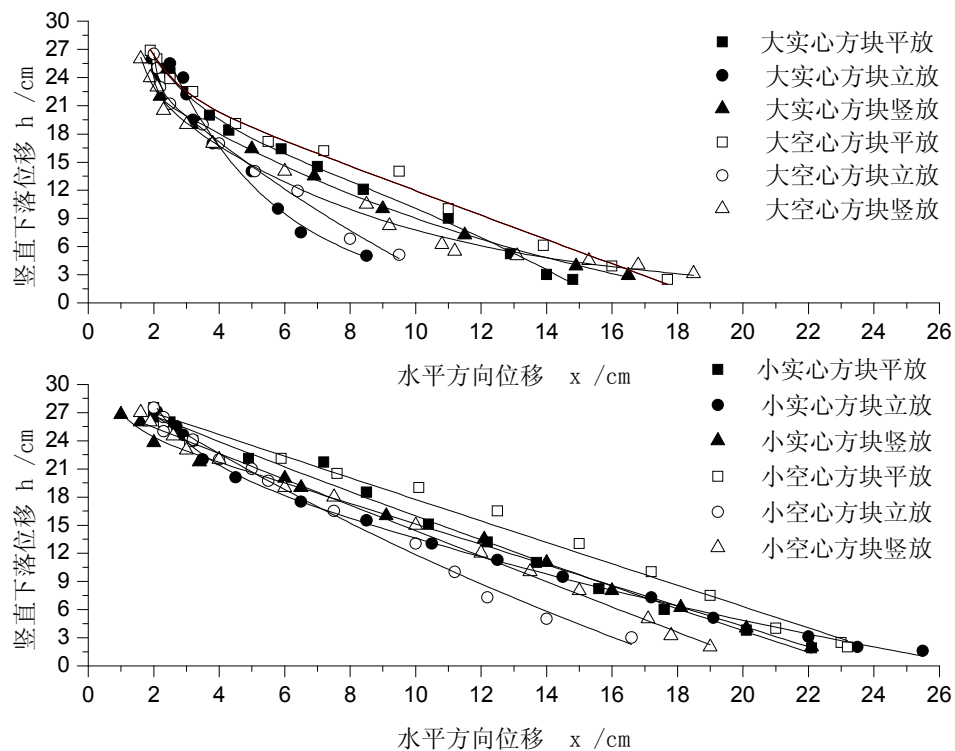 30
27
24
21
18
15
12
9
6
3
0
竖直下落位移 h /cm
大实心方块平放
大实心方块立放
大实心方块竖放
大空心方块平放
大空心方块立放
大空心方块竖放
0 2 4 6 8 10 12 14 16 18 20 22 24 26
水平方向位移 x /cm
30
27
24
21
18
15
12
9
6
3
0
竖直下落位移 h /cm
小实心方块平放
小实心方块立放
小实心方块竖放
小空心方块平放
小空心方块立放
小空心方块竖放
0 2 4 6 8 10 12 14 16 18 20 22 24 26
水平方向位移 x /cm